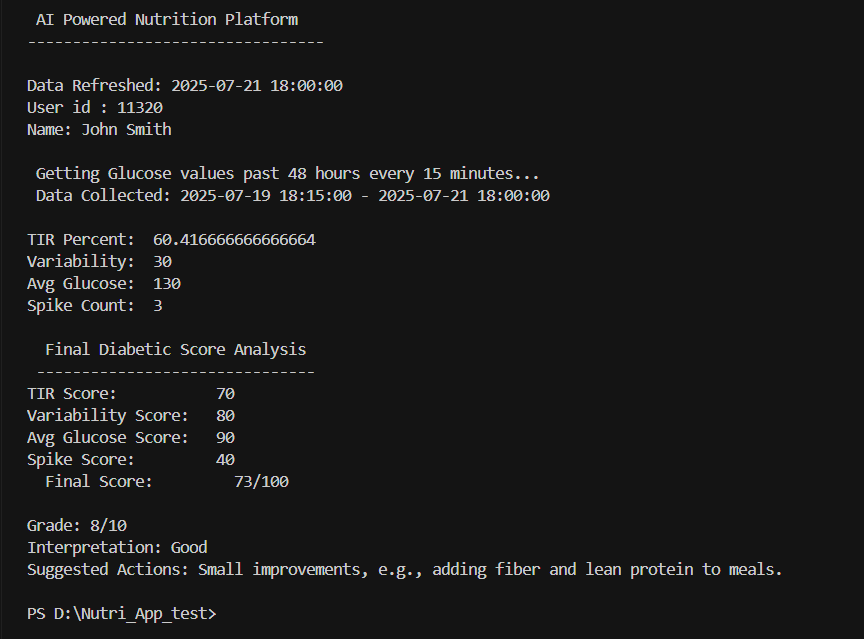 AI Powered Nutrition Platform
---------------------------------
Data Refreshed: 2025-07-21 18:00:00
User id : 11320
Name: John Smith
Getting Glucose values past 48 hours every 15 minutes...
Data Collected: 2025-07-19 18:15:00 - 2025-07-21 18:00:00
TIR Percent:  60.416666666666664
Variability:  30
Avg Glucose:  130
Spike Count:  3
Final Diabetic Score Analysis
-------------------------------
TIR Score:           70
Variability Score:   80
Avg Glucose Score:   90
Spike Score:         40
Final Score:         73/100
Grade: 8/10
Interpretation: Good
Suggested Actions: Small improvements, e.g., adding fiber and lean protein to meals.
PS D:\Nutri_App_test>